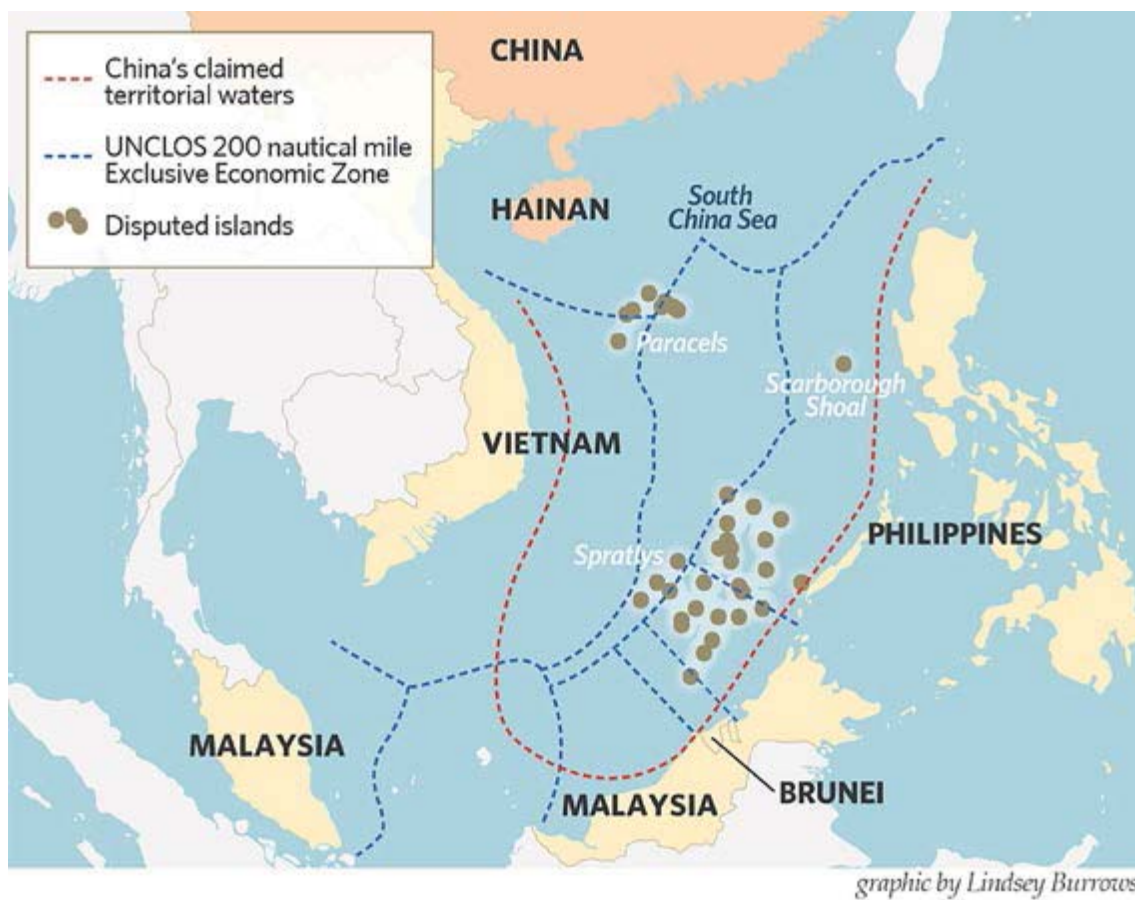 China's claimed
territorial waters
UNCLOS 200 nautical mile
Exclusive Economic Zone
Disputed islands
CHINA
HAINAN
South
China Sea
Paracels
Scarborough
Shoal
VIETNAM
Spratlys
PHILIPPINES
MALAYSIA
MALAYSIA
BRUNEI
graphic by Lindsey Burrows